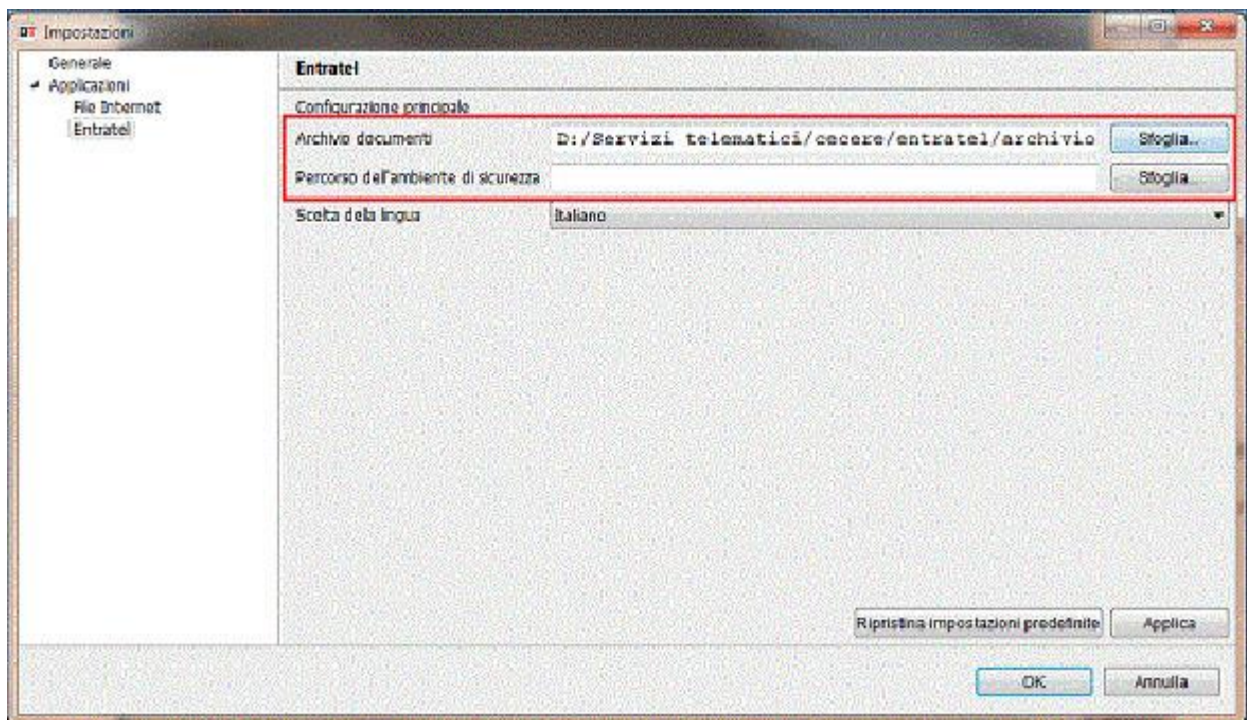 Impostazioni
Generale
Applicazioni
File Internet
Entratel
Entratel
Configurazione principale
Archivio documenti D:/Servizi telematici/cecere/entratel/archivio Sfoglia...
Percorso dell'ambiente di sicurezza Sfoglia...
Scelta della lingua Italiano
Ripristina impostazioni predefinite Applica
OK Annulla